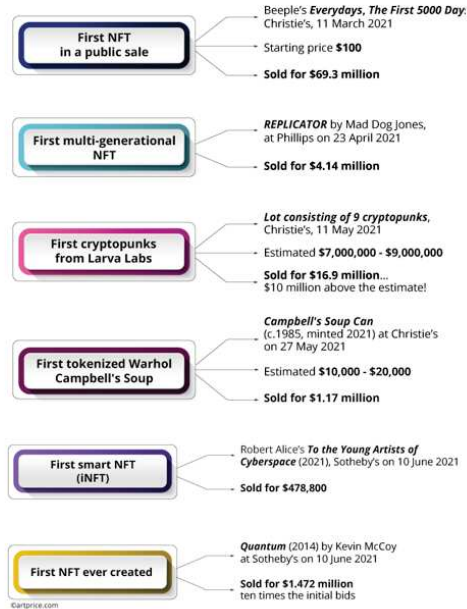 First NFT
in a public sale
Beeple's Everydays, The First 5000 Day
Christie's, 11 March 2021
Starting price $100
Sold for $69.3 million
First multi-generational
NFT
REPLICATOR by Mad Dog Jones,
at Phillips on 23 April 2021
Sold for $4.14 million
First cryptopunks
from Larva Labs
Lot consisting of 9 cryptopunks,
Christie's, 11 May 2021
Estimated $7,000,000 - $9,000,000
Sold for $16.9 million...
$10 million above the estimate!
First tokenized Warhol
Campbell's Soup
Campbell's Soup Can
(c.1985, minted 2021) at Christie's
on 27 May 2021
Estimated $10,000 - $20,000
Sold for $1.17 million
First smart NFT
(iNFT)
Robert Alice's To the Young Artists of
Cyberspace (2021), Sotheby's on 10 June 2021
Sold for $478,800
First NFT ever created
Quantum (2014) by Kevin McCoy
at Sotheby's on 10 June 2021
Sold for $1.472 million
ten times the initial bids
©artprice.com